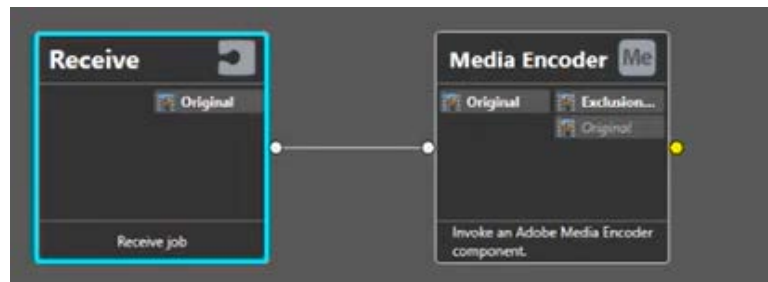 Receive
Original
Receive job
Media Encoder Me
Original Exclusion...
Original
Invoke an Adobe Media Encoder
component.